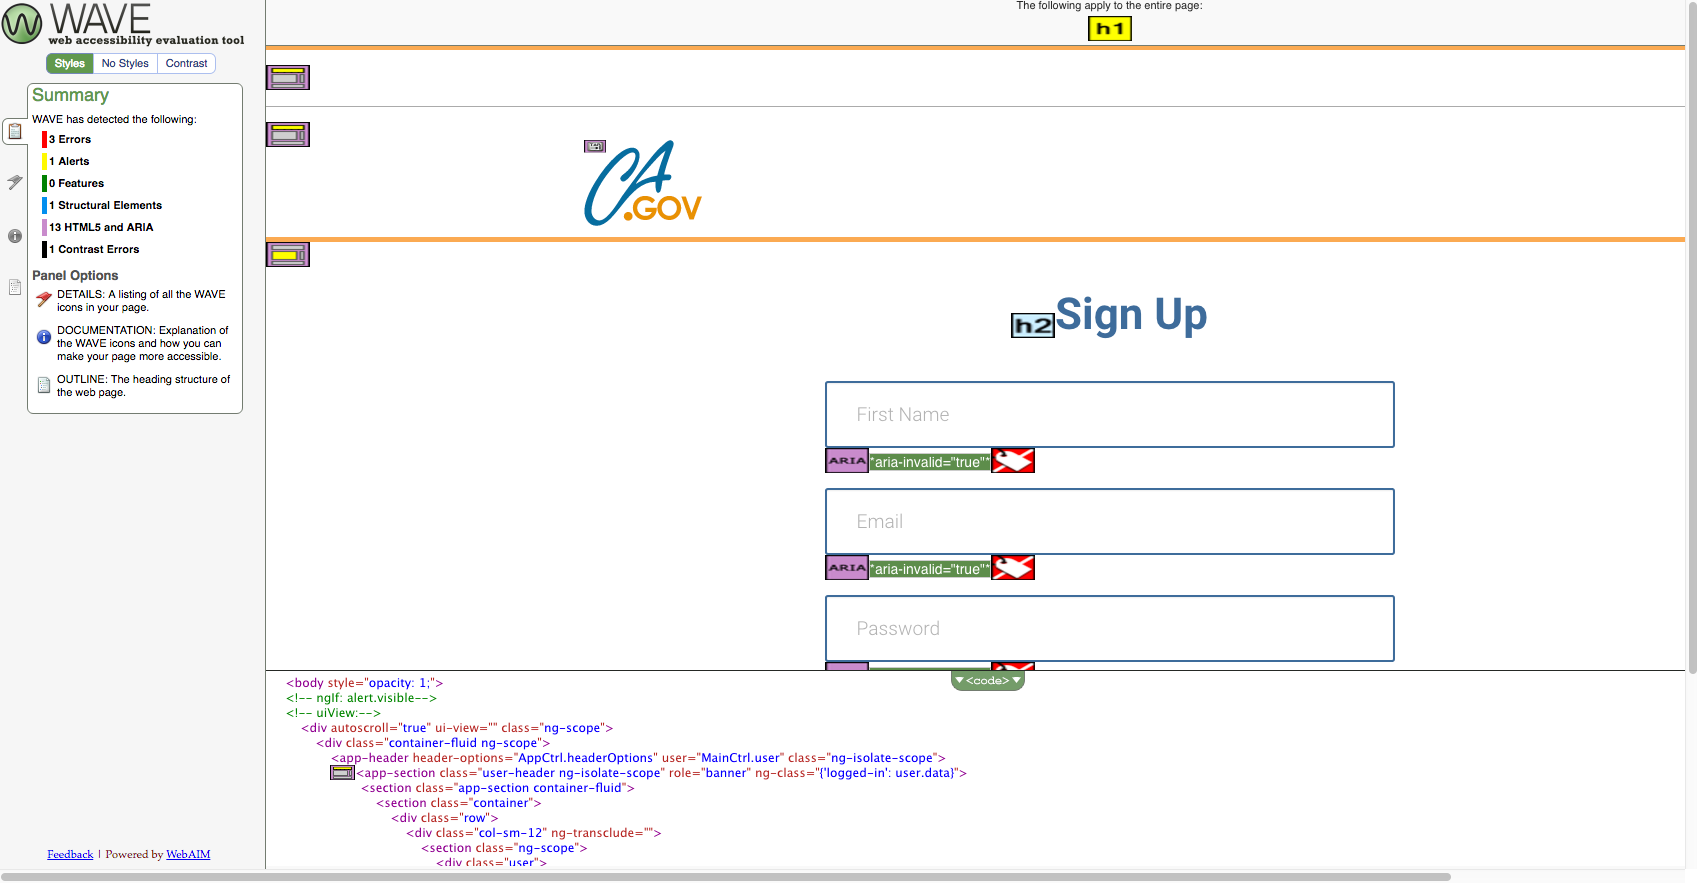 WAVE
web accessibility evaluation tool
Styles No Styles Contrast
Summary
WAVE has detected the following:
3 Errors
1 Alerts
0 Features
1 Structural Elements
13 HTML5 and ARIA
1 Contrast Errors
Panel Options
DETAILS: A listing of all the WAVE
icons in your page.
DOCUMENTATION: Explanation of
the WAVE icons and how you can
make your page more accessible.
OUTLINE: The heading structure of
the web page.
Feedback | Powered by WebAIM
The following apply to the entire page:
h1
CA
.GOV
h2 Sign Up
First Name
ARIA *aria-invalid="true"*
Email
ARIA *aria-invalid="true"*
Password
<code>
<body style="opacity: 1;">
<!-- ngIf: alert.visible-->
<!-- uiView:-->
<div autoscroll="true" ui-view="" class="ng-scope">
<div class="container-fluid ng-scope">
<app-header header-options="AppCtrl.headerOptions" user="MainCtrl.user" class="ng-isolate-scope">
<app-section class="user-header ng-isolate-scope" role="banner" ng-class="{'logged-in': user.data}">
<section class="app-section container-fluid">
<section class="container">
<div class="row">
<div class="col-sm-12" ng-transclude="">
<section class="ng-scope">
<div class="user">